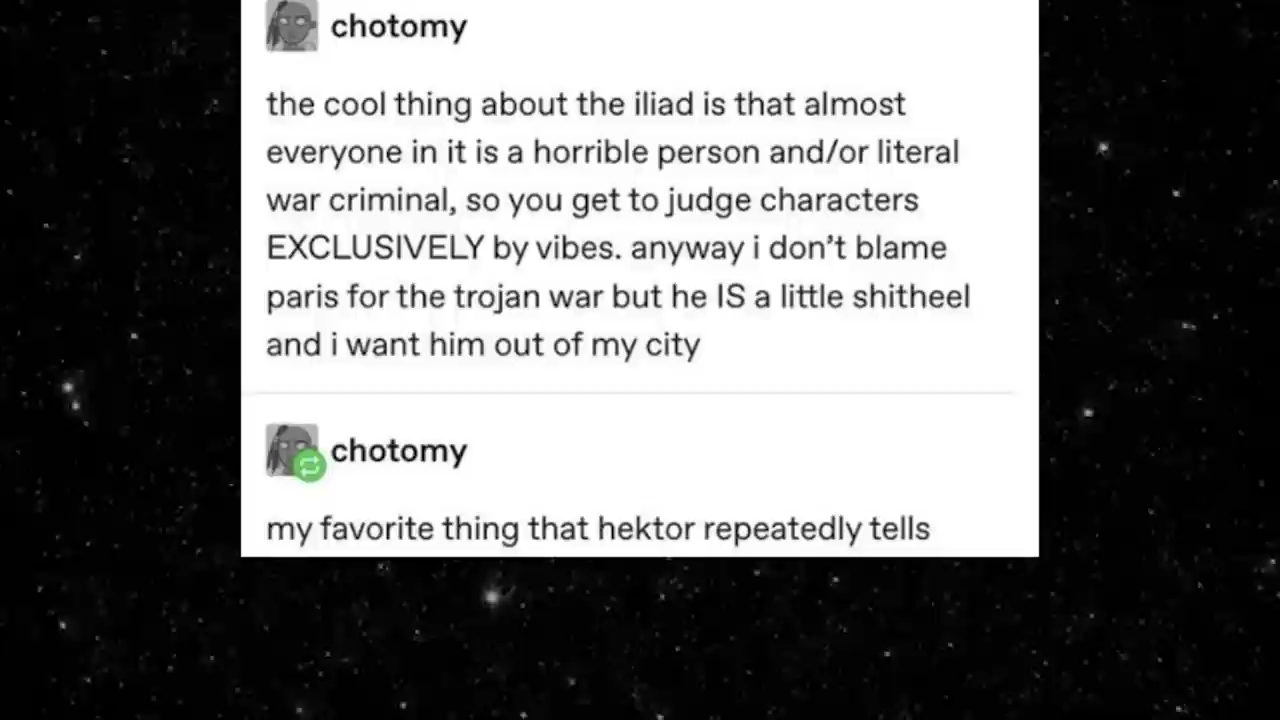 chotomy
the cool thing about the iliad is that almost
everyone in it is a horrible person and/or literal
war criminal, so you get to judge characters
EXCLUSIVELY by vibes. anyway i don't blame
paris for the trojan war but he IS a little shitheel
and i want him out of my city
chotomy
my favorite thing that hektor repeatedly tells